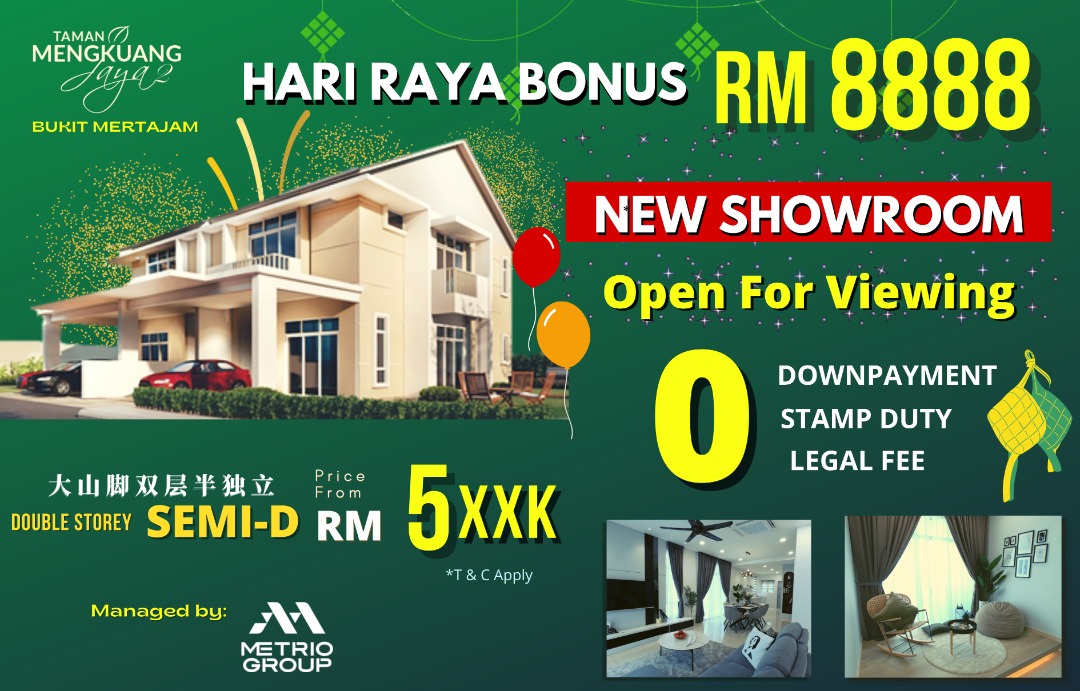 TAMAN
MENGKUANG
Jaya 2
BUKIT MERTAJAM
HARI RAYA BONUS RM 8888
NEW SHOWROOM
Open For Viewing
0 DOWNPAYMENT
STAMP DUTY
LEGAL FEE
大山脚双层半独立
DOUBLE STOREY SEMI-D
Price
From
RM 5XXK
*T & C Apply
Managed by:
METRIO
GROUP